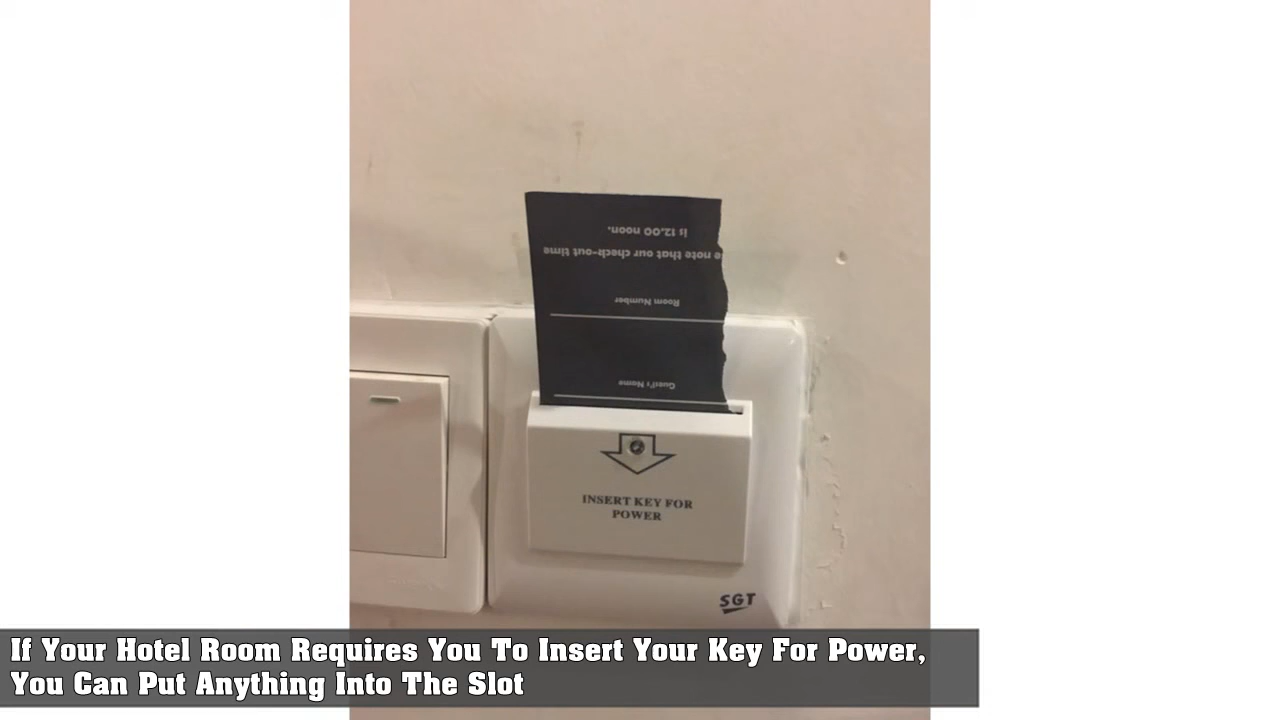 is 12.00 noon.
e note that our check-out time
Room Number
Guest's Name
INSERT KEY FOR
POWER
SGT
If Your Hotel Room Requires You To Insert Your Key For Power,
You Can Put Anything Into The Slot